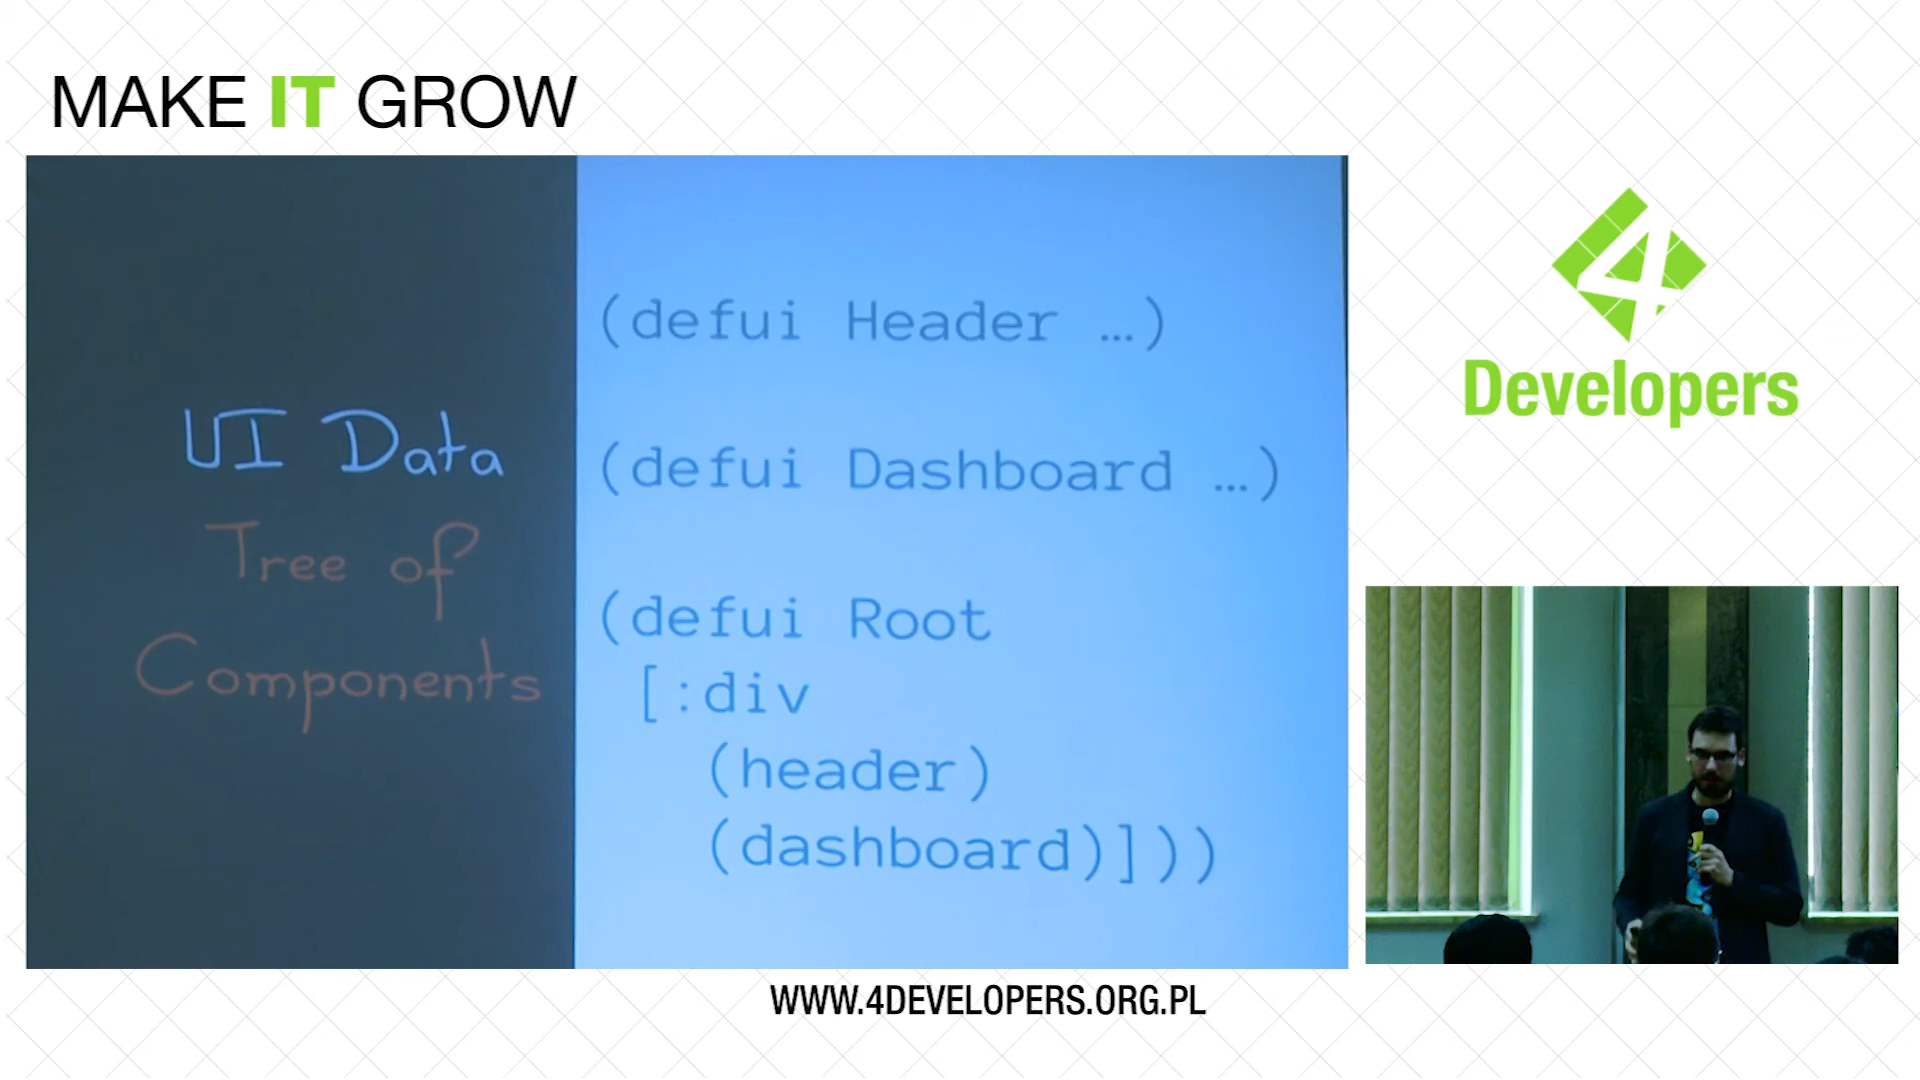 MAKE IT GROW
UI Data
Tree of
Components
(defui Header …)
(defui Dashboard …)
(defui Root
[:div
(header)
(dashboard)]))
4
Developers
WWW.4DEVELOPERS.ORG.PL